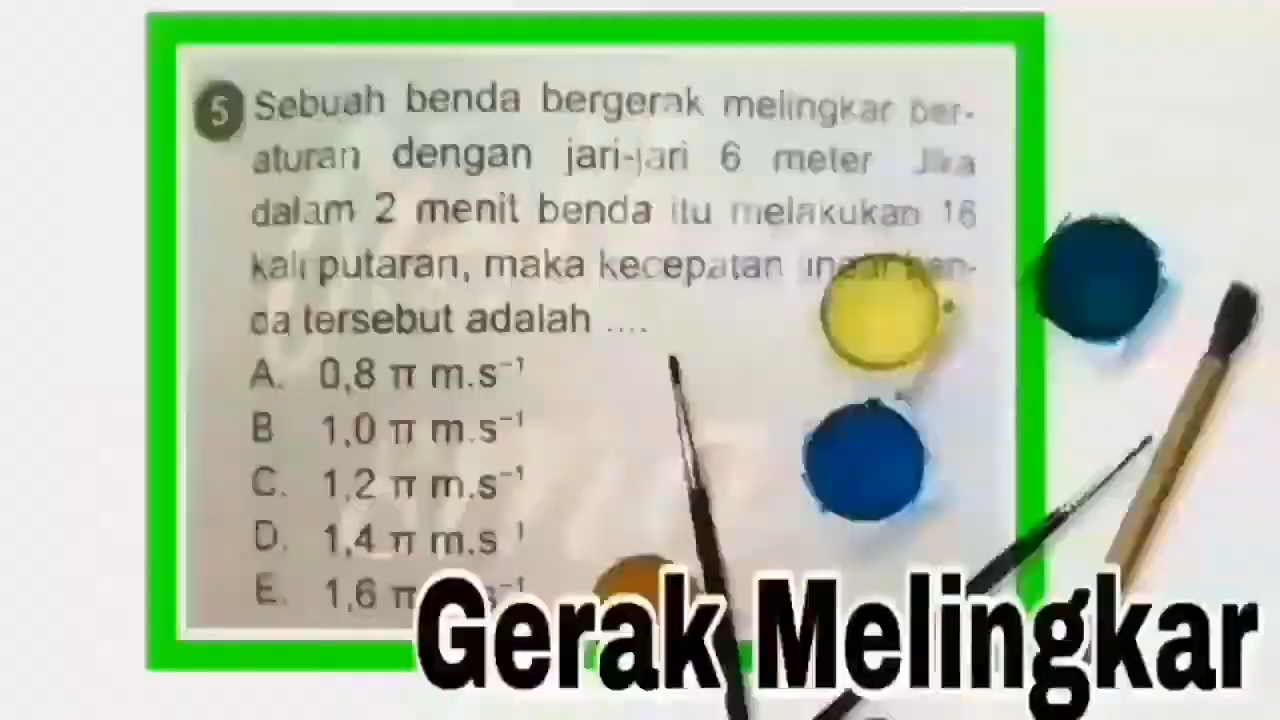 5 Sebuah benda bergerak melingkar ber-
aturan dengan jari-jari 6 meter Jika
dalam 2 menit benda itu melakukan 16
kali putaran, maka kecepatan
da tersebut adalah ....
A. 0,8 π m.s⁻¹
B 1,0 π m.s⁻¹
C. 1,2 π m.s⁻¹
D. 1,4 π m.s⁻¹
E. 1,6 π
Gerak Melingkar